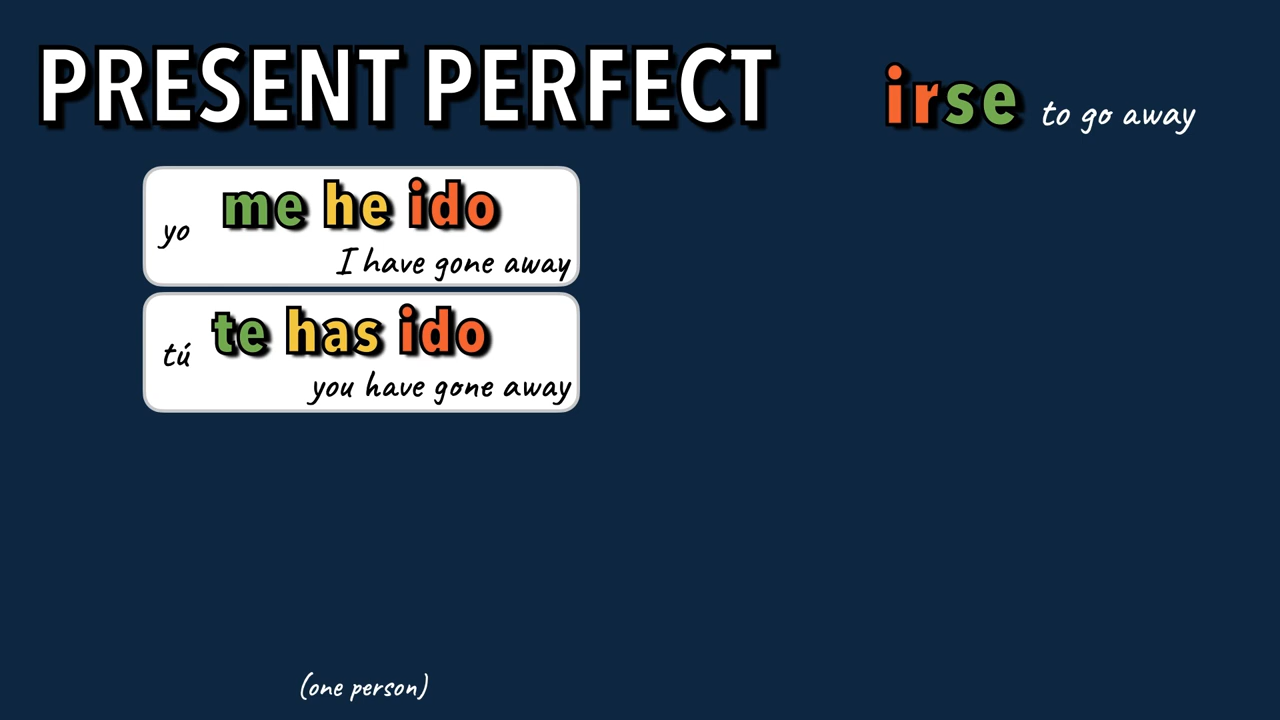 PRESENT PERFECT
irse to go away
yo me he ido
I have gone away
tú te has ido
you have gone away
(one person)